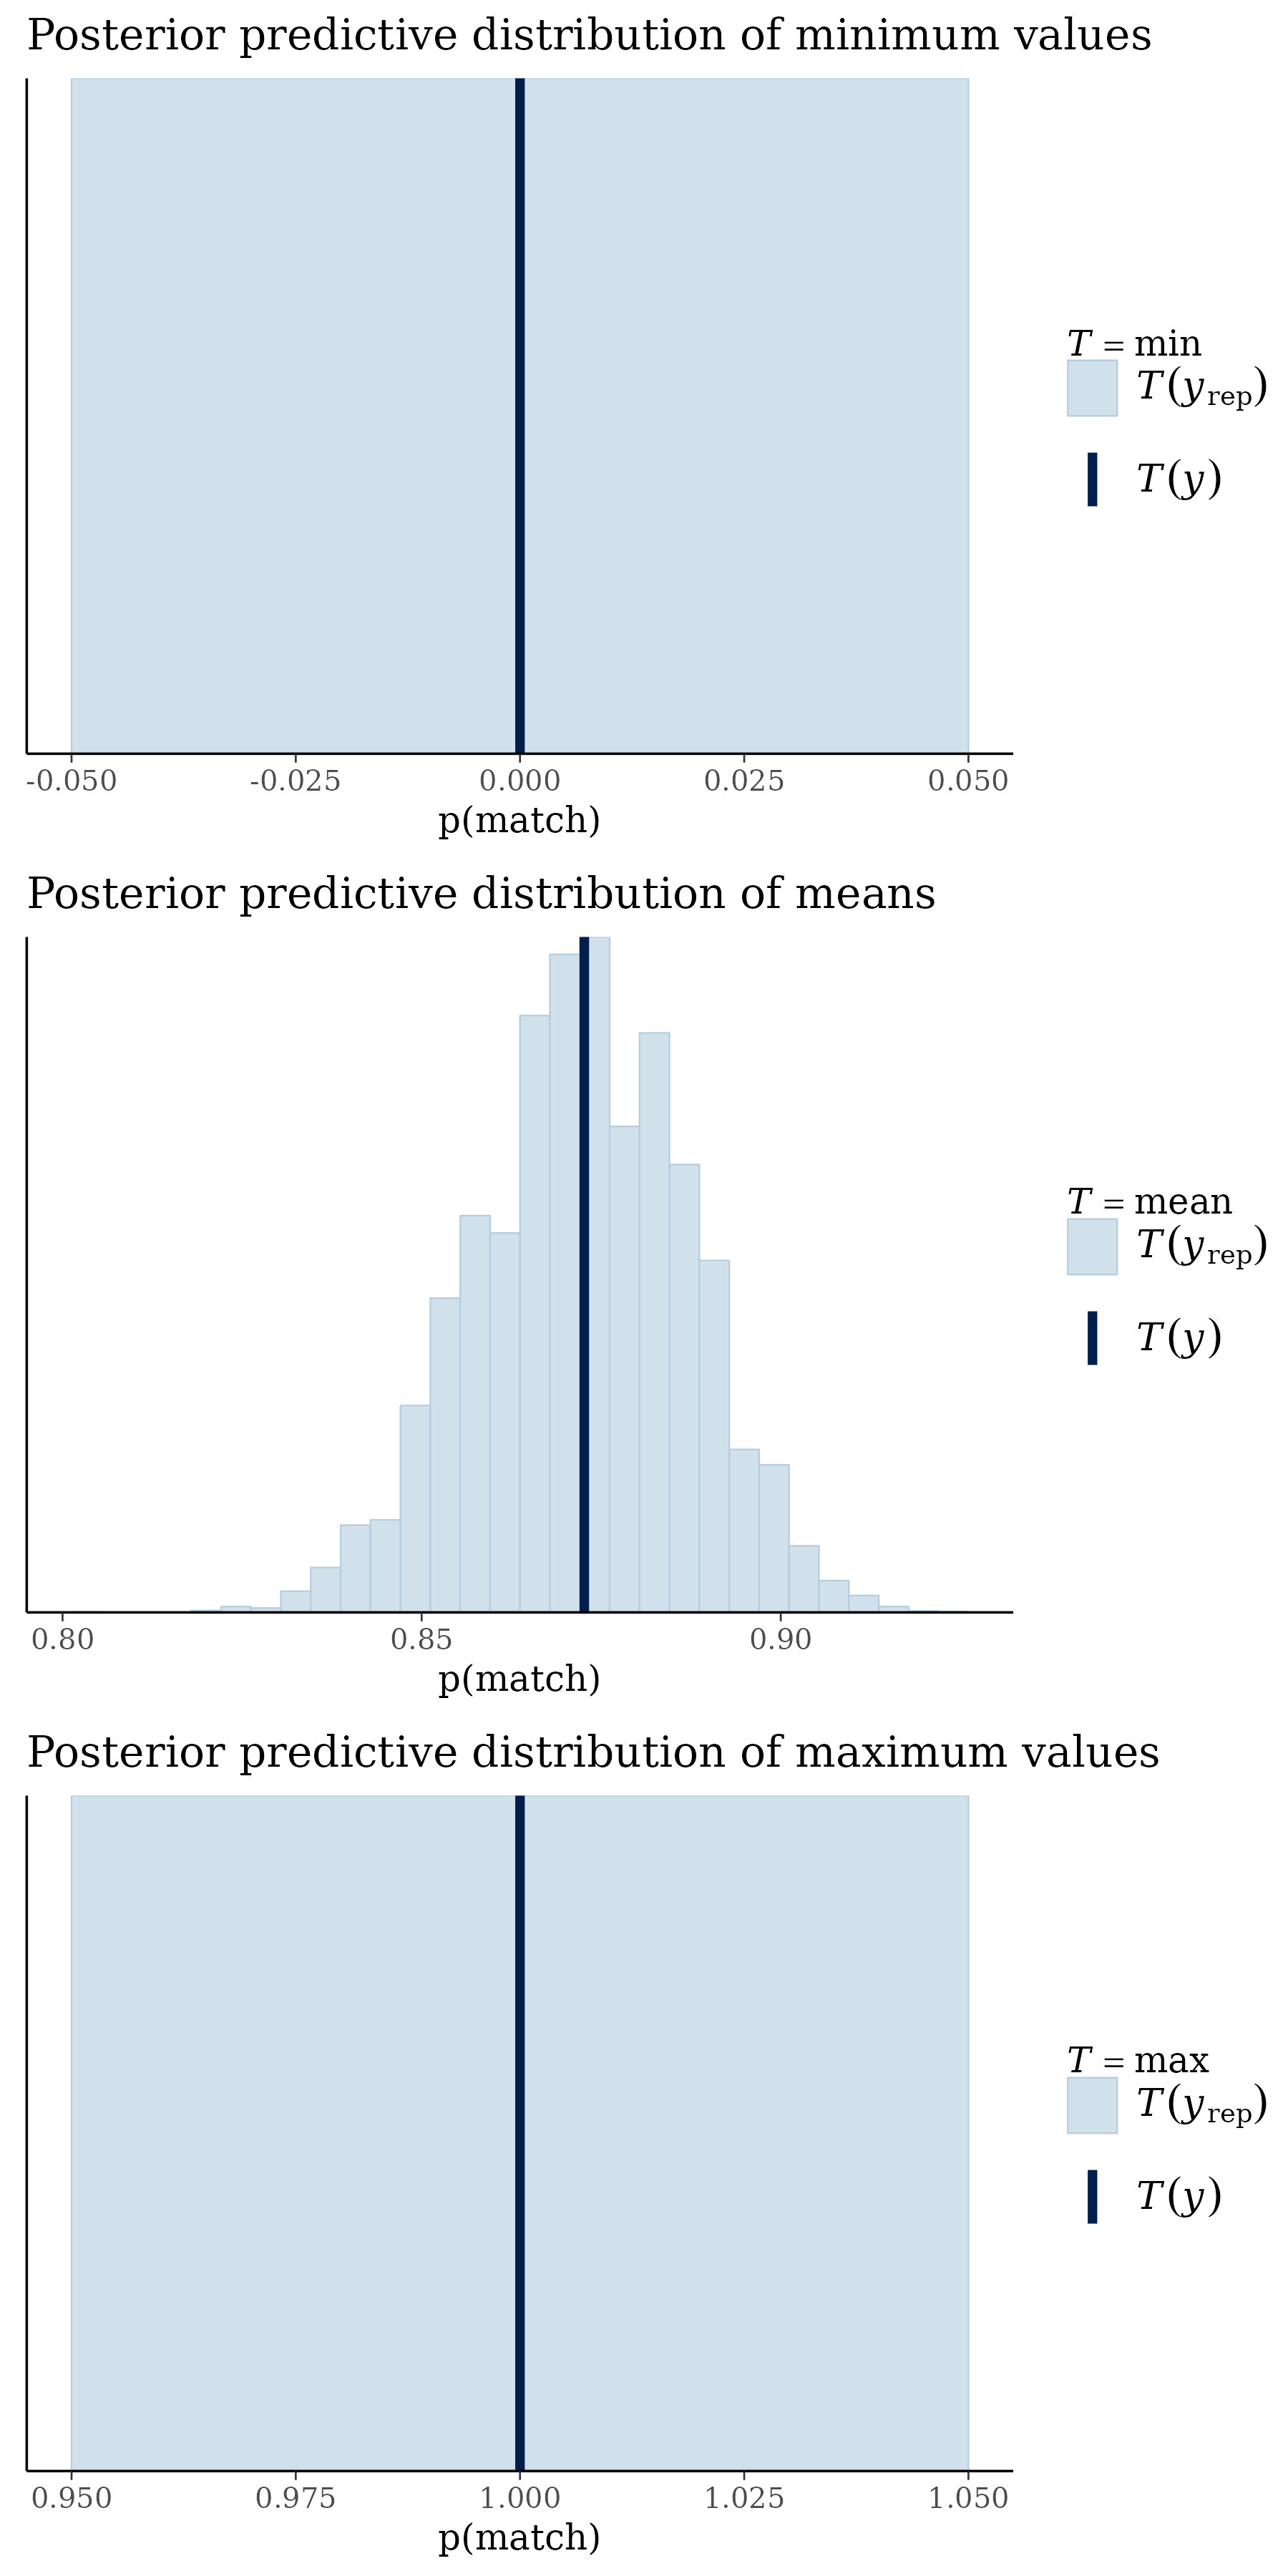 Posterior predictive distribution of minimum values
T = min
T(yrep)
T(y)
-0.050 -0.025 0.000 0.025 0.050
p(match)
Posterior predictive distribution of means
T = mean
T(yrep)
T(y)
0.80 0.85 0.90
p(match)
Posterior predictive distribution of maximum values
T = max
T(yrep)
T(y)
0.950 0.975 1.000 1.025 1.050
p(match)